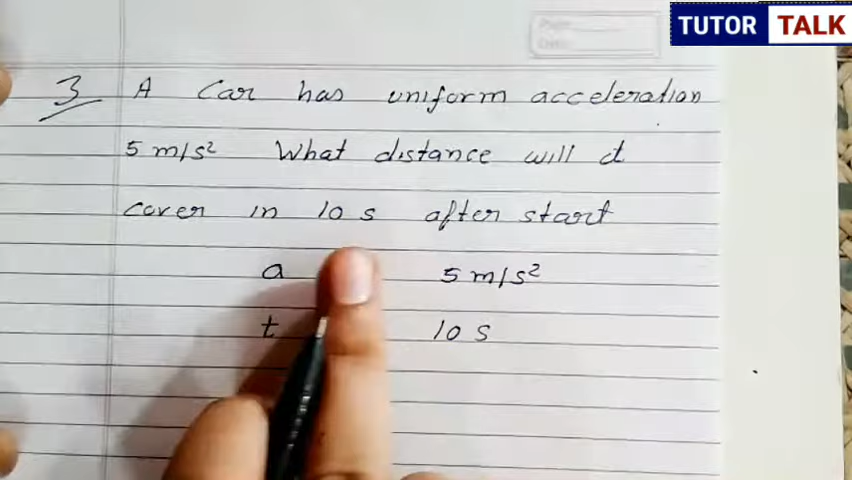 TUTOR TALK
3 A Car has uniform acceleration
5 m/s² What distance will it
cover in 10 s after start
a 5 m/s²
t 10 s